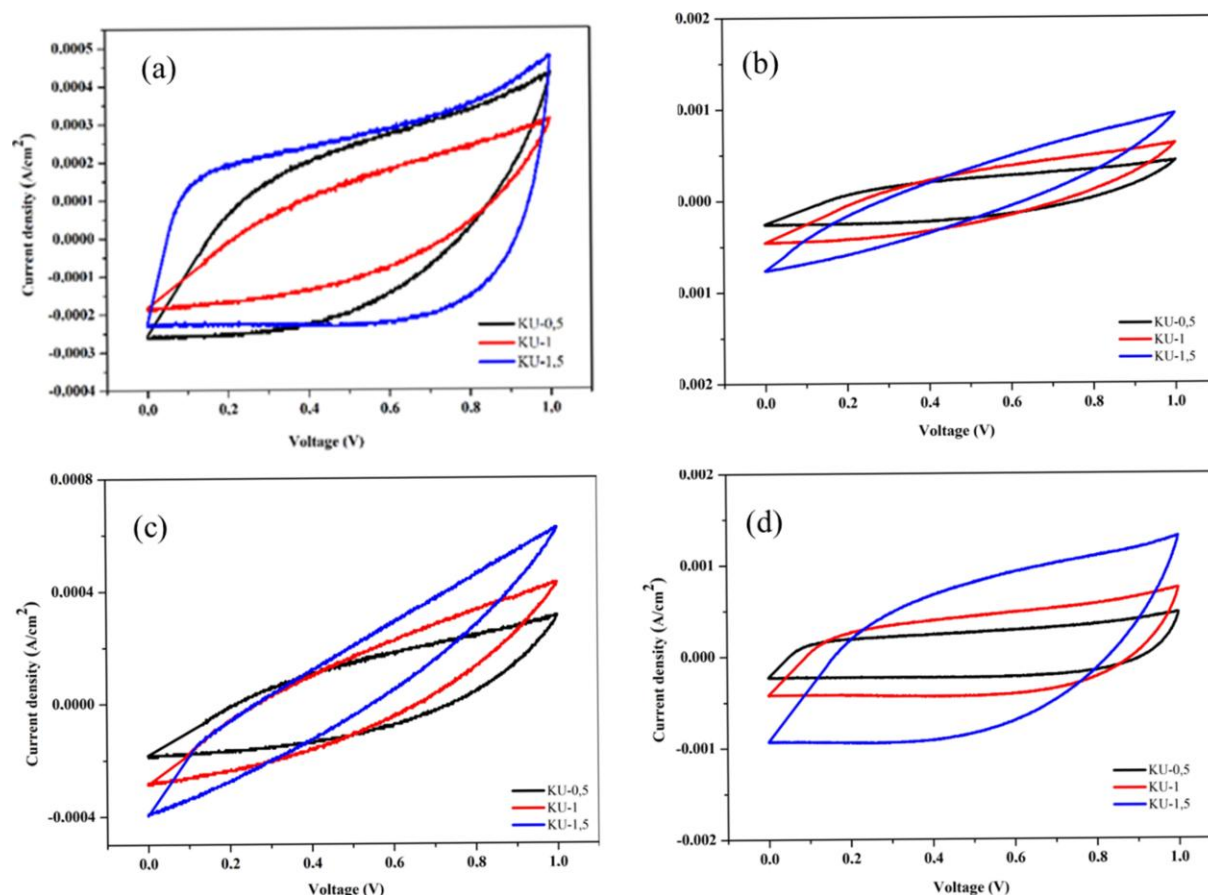 (a)
0.0005
0.0004
0.0003
0.0002
0.0001
0.0000
-0.0001
-0.0002
-0.0003
-0.0004
Current density (A/cm²)
KU-0,5
KU-1
KU-1,5
0.0 0.2 0.4 0.6 0.8 1.0
Voltage (V)
(b)
0.002
0.001
0.000
0.001
0.002
Current density (A/cm²)
KU-0,5
KU-1
KU-1,5
0.0 0.2 0.4 0.6 0.8 1.0
Voltage (V)
(c)
0.0008
0.0004
0.0000
-0.0004
Current density (A/cm²)
KU-0,5
KU-1
KU-1,5
0.0 0.2 0.4 0.6 0.8 1.0
Voltage (V)
(d)
0.002
0.001
0.000
-0.001
-0.002
Current density (A/cm²)
KU-0,5
KU-1
KU-1,5
0.0 0.2 0.4 0.6 0.8 1.0
Voltage (V)